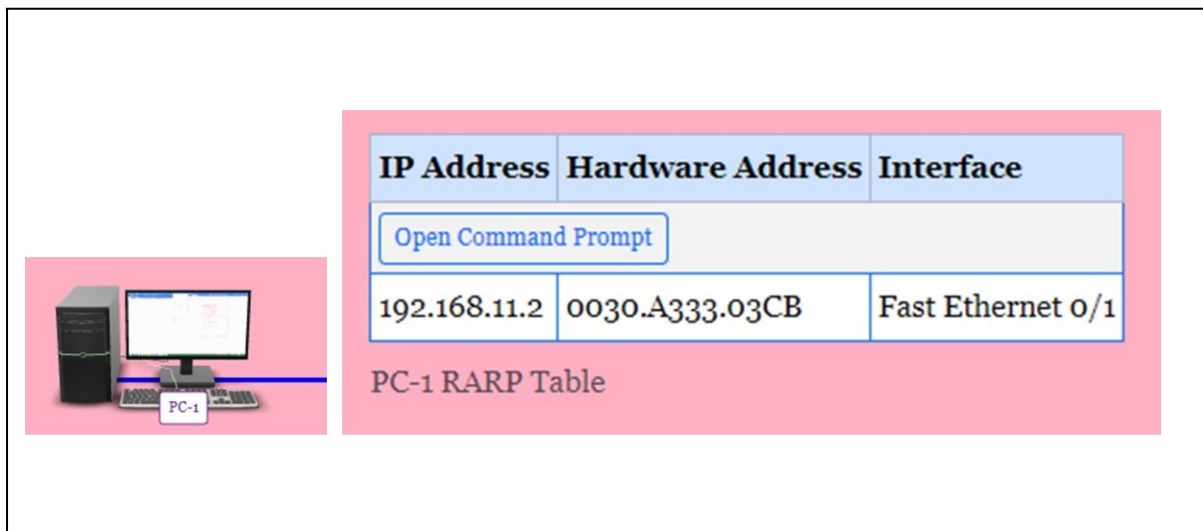 IP Address Hardware Address Interface
Open Command Prompt
192.168.11.2 0030.A333.03CB Fast Ethernet 0/1
PC-1 RARP Table
PC-1